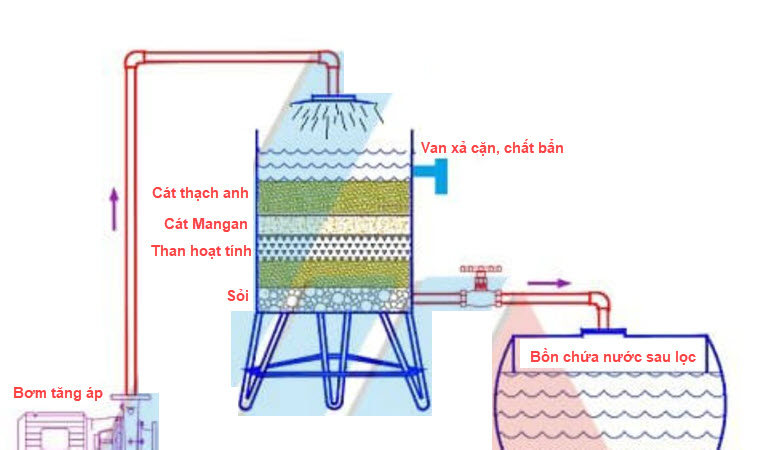 Van xả cặn, chất bẩn
Cát thạch anh
Cát Mangan
Than hoạt tính
Sỏi
Bồn chứa nước sau lọc
Bơm tăng áp